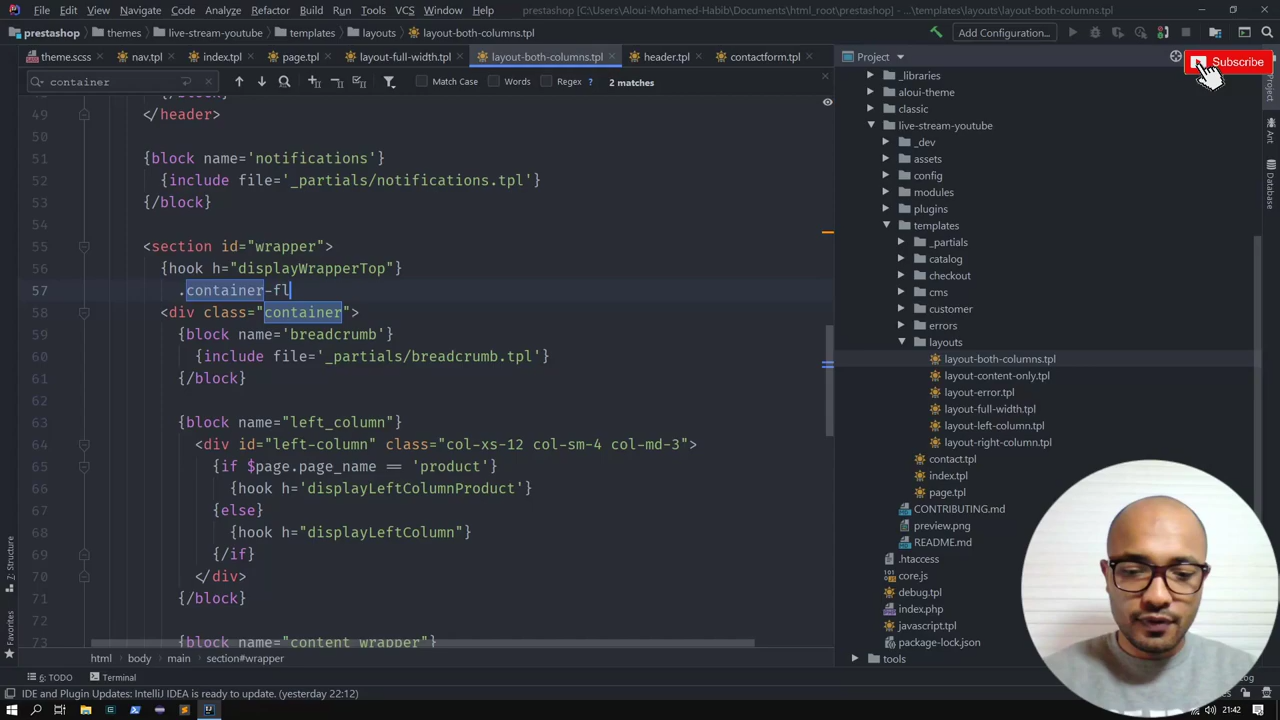 File Edit View Navigate Code Analyze Refactor Build Run Tools VCS Window Help prestashop [C:\Users\Aloui-Mohamed-Habib\Documents\html_root\prestashop] - ...\templates\layouts\layout-both-columns.tpl
prestashop themes live-stream-youtube templates layouts layout-both-columns.tpl Add Configuration...
theme.scss nav.tpl index.tpl page.tpl layout-full-width.tpl layout-both-columns.tpl header.tpl contactform.tpl
Project
Subscribe
container Match Case Words Regex ? 2 matches
49 </header>
50
51 {block name='notifications'}
52 {include file='_partials/notifications.tpl'}
53 {/block}
54
55 <section id="wrapper">
56 {hook h="displayWrapperTop"}
57 .container-fl
58 <div class="container">
59 {block name='breadcrumb'}
60 {include file='_partials/breadcrumb.tpl'}
61 {/block}
62
63 {block name="left_column"}
64 <div id="left-column" class="col-xs-12 col-sm-4 col-md-3">
65 {if $page.page_name == 'product'}
66 {hook h='displayLeftColumnProduct'}
67 {else}
68 {hook h="displayLeftColumn"}
69 {/if}
70 </div>
71 {/block}
72
73 {block name="content_wrapper"}
html body main section#wrapper
_libraries
aloui-theme
classic
live-stream-youtube
_dev
assets
config
modules
plugins
templates
_partials
catalog
checkout
cms
customer
errors
layouts
layout-both-columns.tpl
layout-content-only.tpl
layout-error.tpl
layout-full-width.tpl
layout-left-column.tpl
layout-right-column.tpl
contact.tpl
index.tpl
page.tpl
CONTRIBUTING.md
preview.png
README.md
.htaccess
core.js
debug.tpl
index.php
javascript.tpl
package-lock.json
tools
Project
Ant
Database
Z: Structure
Favorites
6: TODO Terminal
IDE and Plugin Updates: IntelliJ IDEA is ready to update. (yesterday 22:12)
21:42